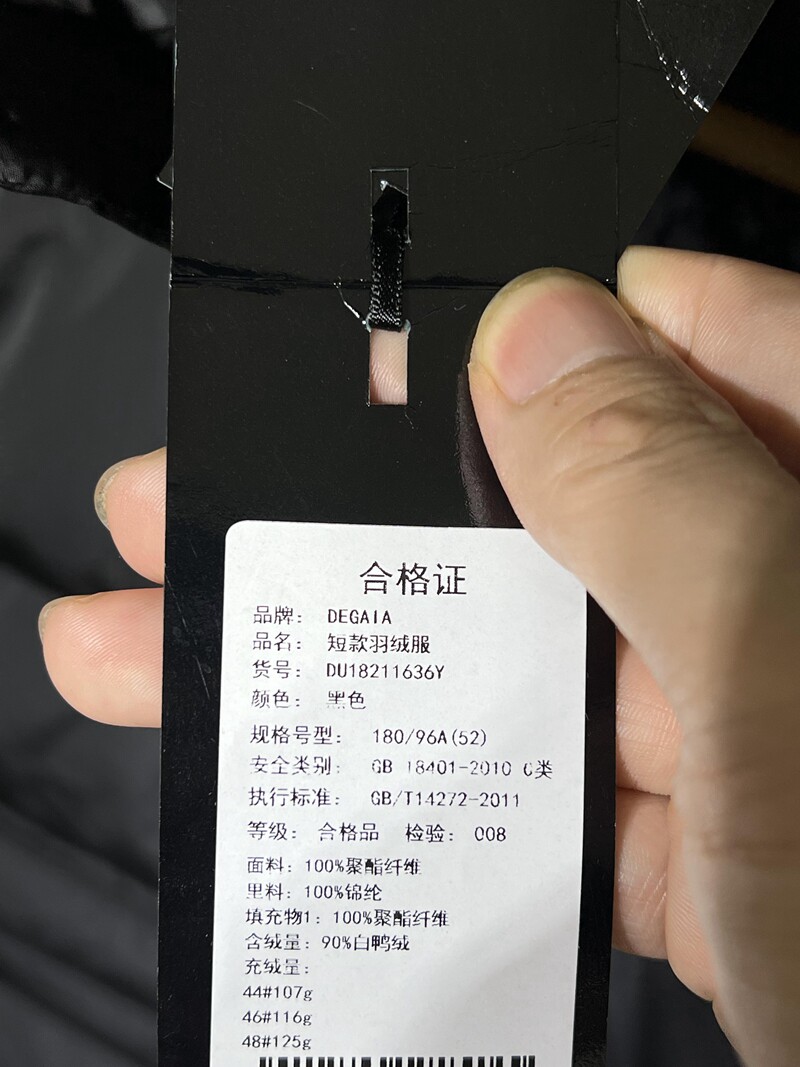 合格证
品牌： DEGAIA
品名： 短款羽绒服
货号： DU18211636Y
颜色： 黑色
规格号型： 180/96A(52)
安全类别： GB 18401-2010 C类
执行标准： GB/T14272-2011
等级： 合格品 检验： 008
面料：100%聚酯纤维
里料：100%锦纶
填充物1：100%聚酯纤维
含绒量：90%白鸭绒
充绒量：
44#107g
46#116g
48#125g